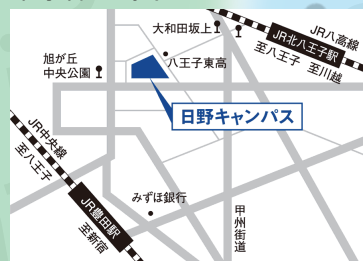 大和田坂上
JR八高線
JR北八王子駅
至八王子
至川越
旭が丘
中央公園
八王子東高
日野キャンパス
JR中央線
至八王子
JR豊田駅
至新宿
みずほ銀行
甲州街道